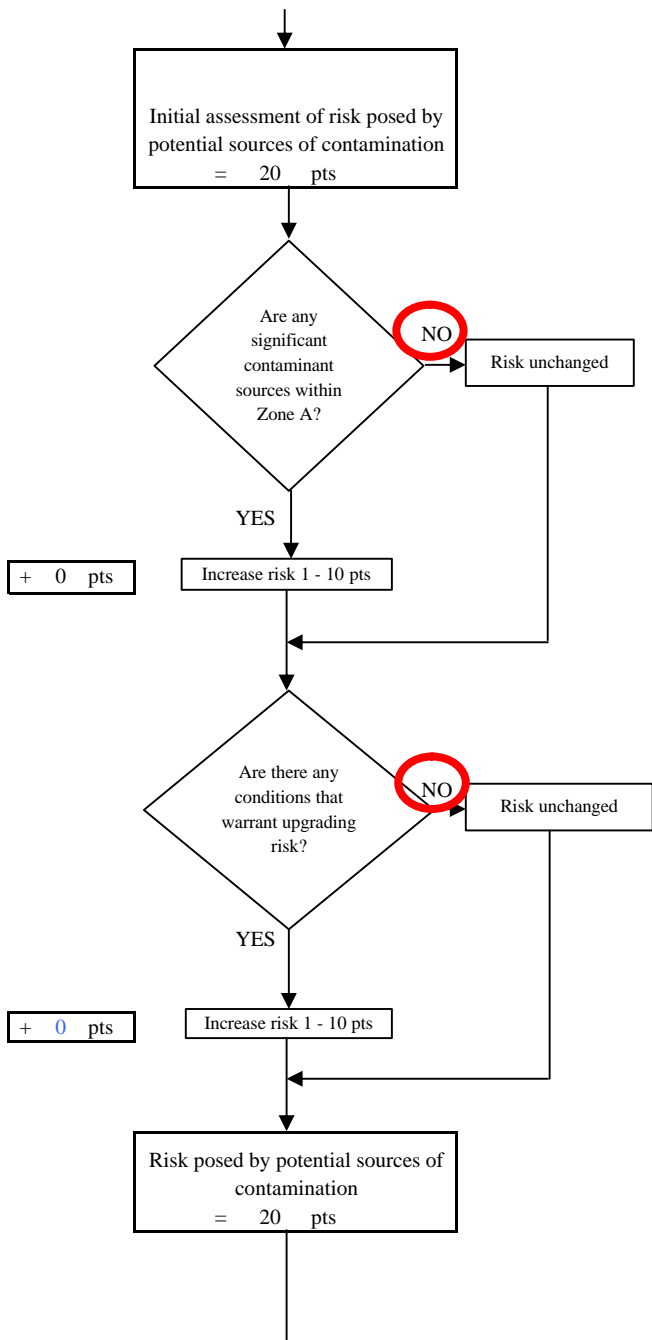 Initial assessment of risk posed by
potential sources of contamination
= 20 pts
Are any
significant
contaminant
sources within
Zone A?
NO
Risk unchanged
YES
+ 0 pts
Increase risk 1 - 10 pts
Are there any
conditions that
warrant upgrading
risk?
NO
Risk unchanged
YES
+ 0 pts
Increase risk 1 - 10 pts
Risk posed by potential sources of
contamination
= 20 pts